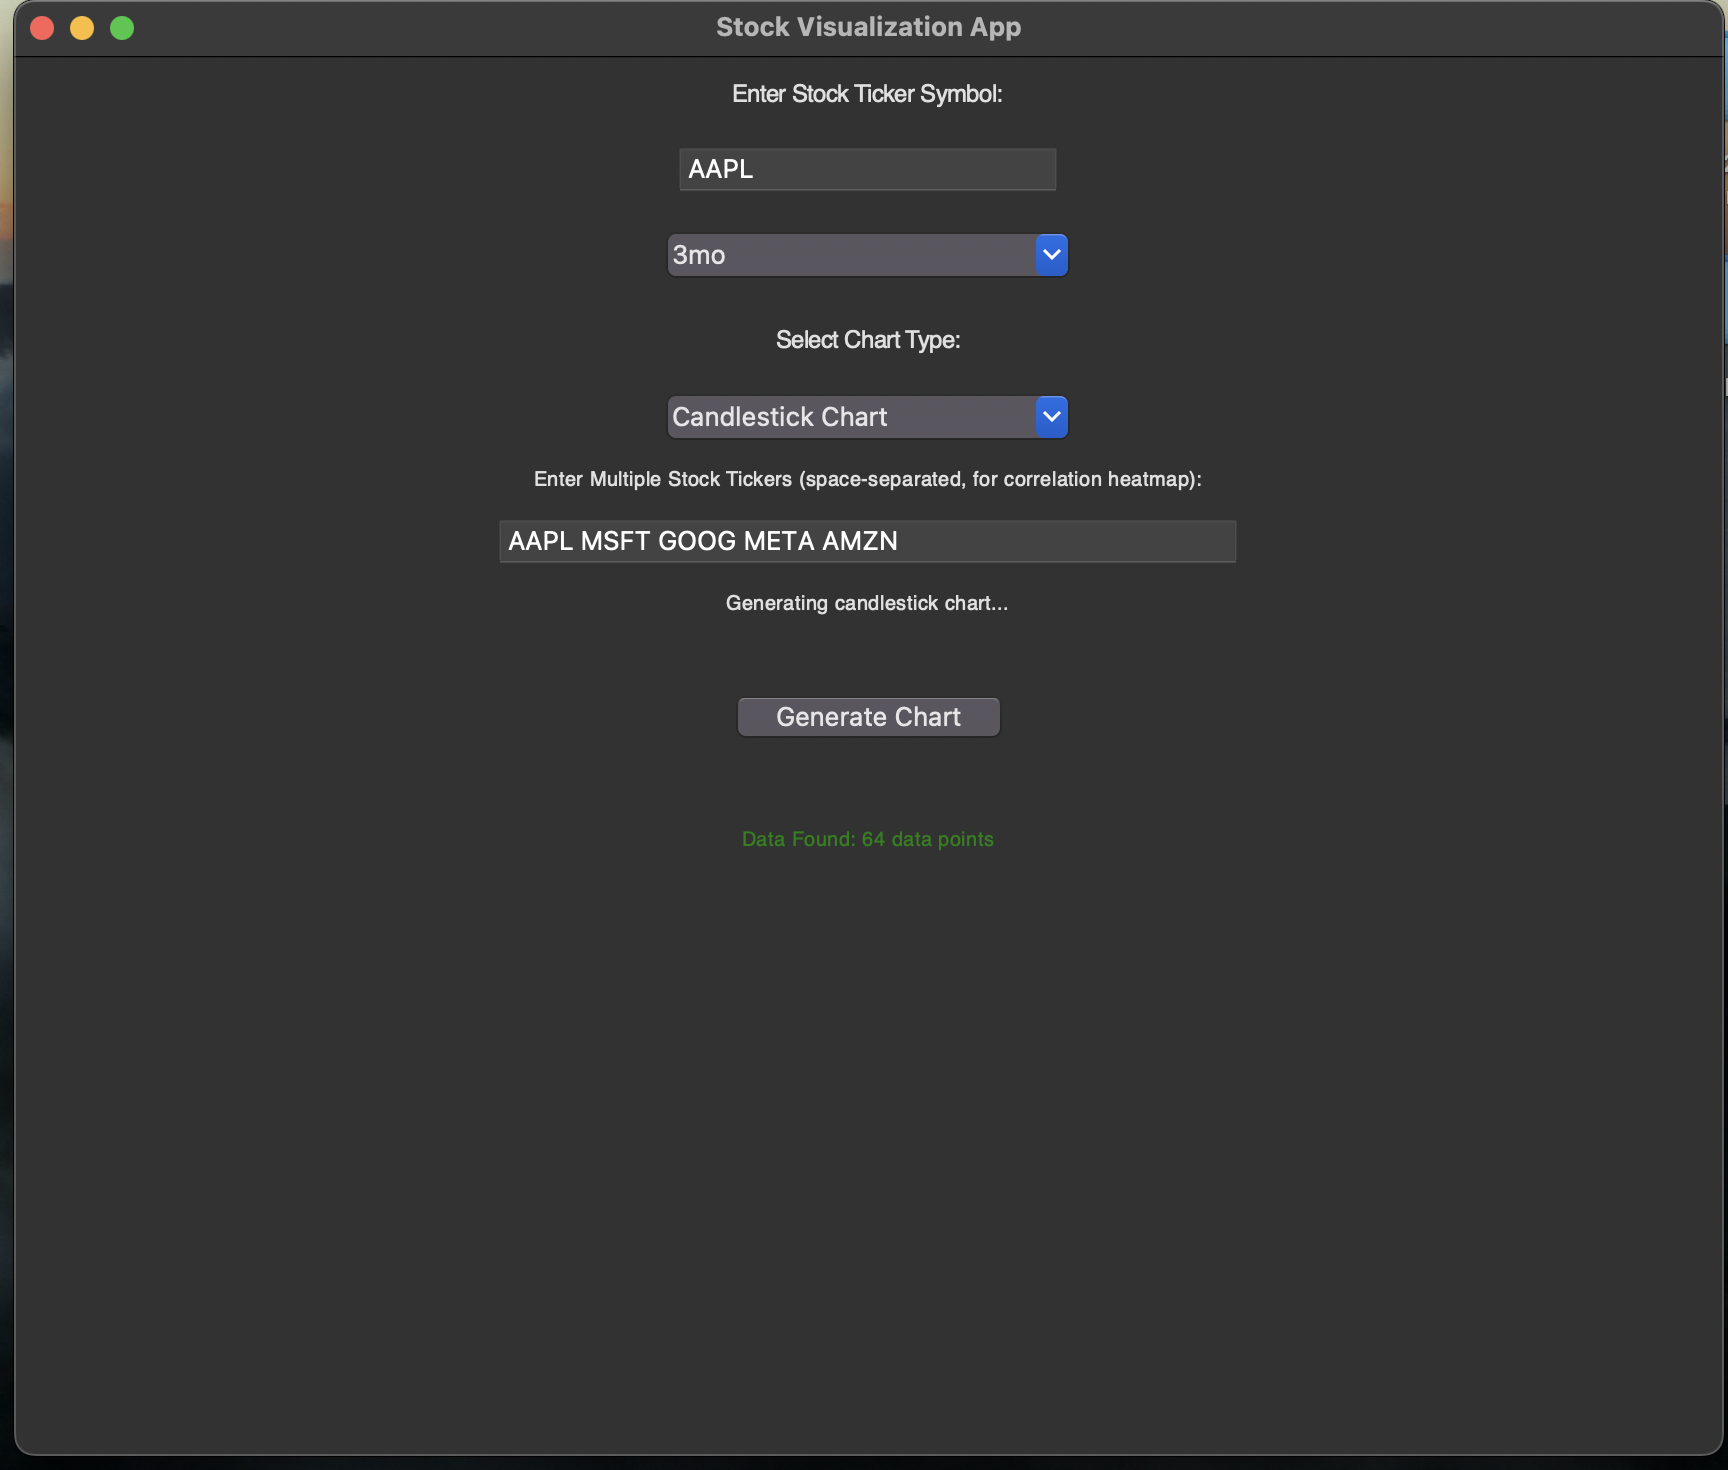 Stock Visualization App
Enter Stock Ticker Symbol:
AAPL
3mo
Select Chart Type:
Candlestick Chart
Enter Multiple Stock Tickers (space-separated, for correlation heatmap):
AAPL MSFT GOOG META AMZN
Generating candlestick chart...
Generate Chart
Data Found: 64 data points